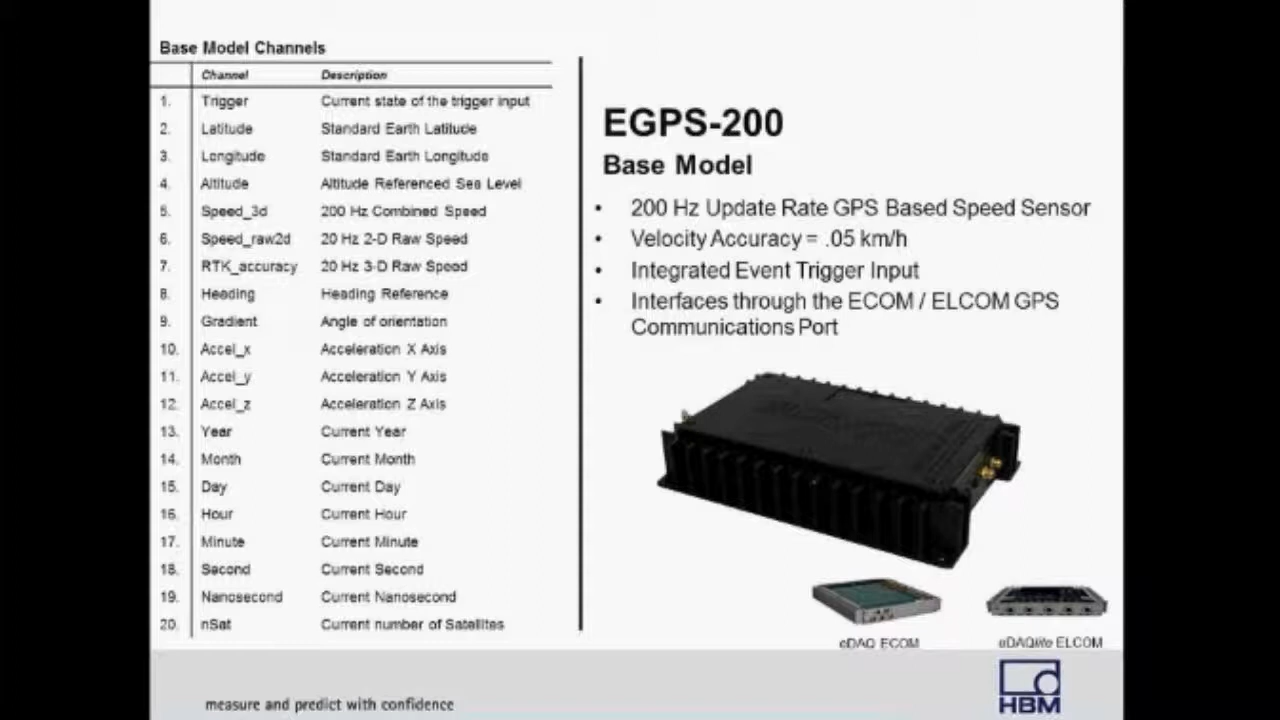 Base Model Channels
Channel Description
1. Trigger Current state of the trigger input
2. Latitude Standard Earth Latitude
3. Longitude Standard Earth Longitude
4. Altitude Altitude Referenced Sea Level
5. Speed_3d 200 Hz Combined Speed
6. Speed_raw2d 20 Hz 2-D Raw Speed
7. RTK_accuracy 20 Hz 3-D Raw Speed
8. Heading Heading Reference
9. Gradient Angle of orientation
10. Accel_x Acceleration X Axis
11. Accel_y Acceleration Y Axis
12. Accel_z Acceleration Z Axis
13. Year Current Year
14. Month Current Month
15. Day Current Day
16. Hour Current Hour
17. Minute Current Minute
18. Second Current Second
19. Nanosecond Current Nanosecond
20. nSat Current number of Satellites
EGPS-200
Base Model
• 200 Hz Update Rate GPS Based Speed Sensor
• Velocity Accuracy = .05 km/h
• Integrated Event Trigger Input
• Interfaces through the ECOM / ELCOM GPS
Communications Port
eDAQ ECOM
eDAQlite ELCOM
measure and predict with confidence
HBM